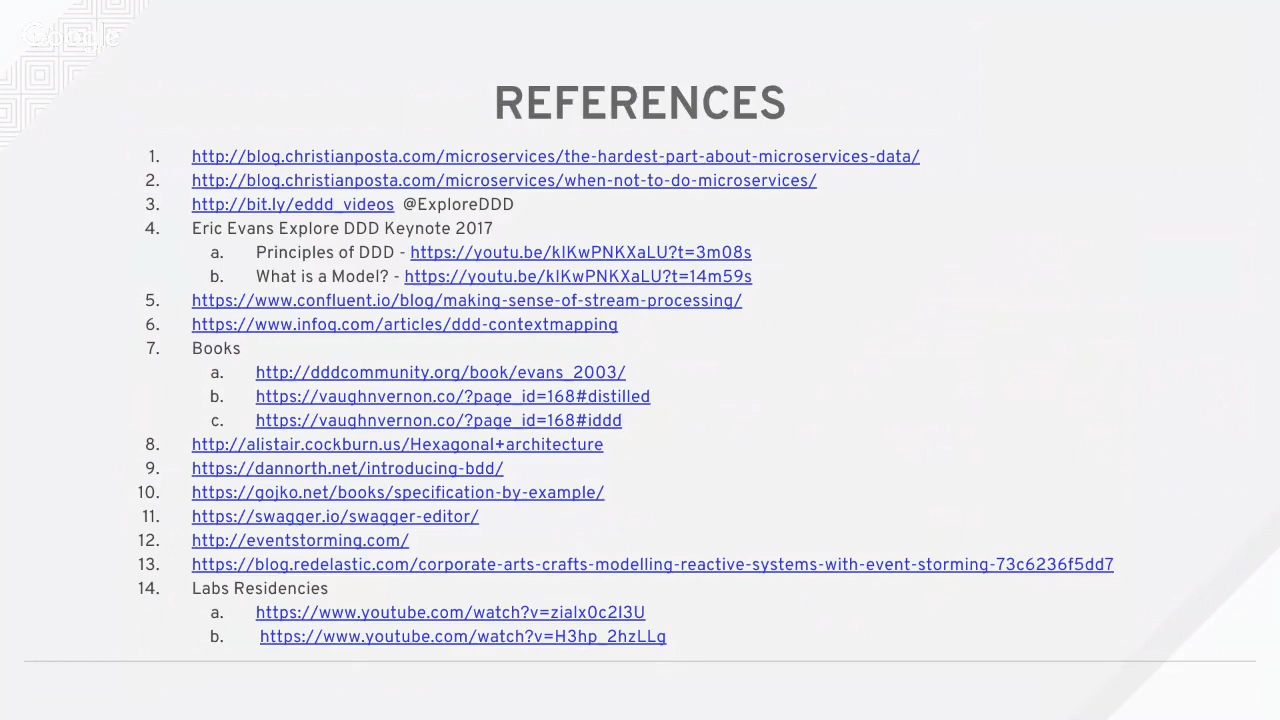 Google
REFERENCES
1. http://blog.christianposta.com/microservices/the-hardest-part-about-microservices-data/
2. http://blog.christianposta.com/microservices/when-not-to-do-microservices/
3. http://bit.ly/eddd_videos @ExploreDDD
4. Eric Evans Explore DDD Keynote 2017
a. Principles of DDD - https://youtu.be/kIKwPNKXaLU?t=3m08s
b. What is a Model? - https://youtu.be/kIKwPNKXaLU?t=14m59s
5. https://www.confluent.io/blog/making-sense-of-stream-processing/
6. https://www.infoq.com/articles/ddd-contextmapping
7. Books
a. http://dddcommunity.org/book/evans_2003/
b. https://vaughnvernon.co/?page_id=168#distilled
c. https://vaughnvernon.co/?page_id=168#iddd
8. http://alistair.cockburn.us/Hexagonal+architecture
9. https://dannorth.net/introducing-bdd/
10. https://gojko.net/books/specification-by-example/
11. https://swagger.io/swagger-editor/
12. http://eventstorming.com/
13. https://blog.redelastic.com/corporate-arts-crafts-modelling-reactive-systems-with-event-storming-73c6236f5dd7
14. Labs Residencies
a. https://www.youtube.com/watch?v=zialx0c2I3U
b. https://www.youtube.com/watch?v=H3hp_2hzLLg